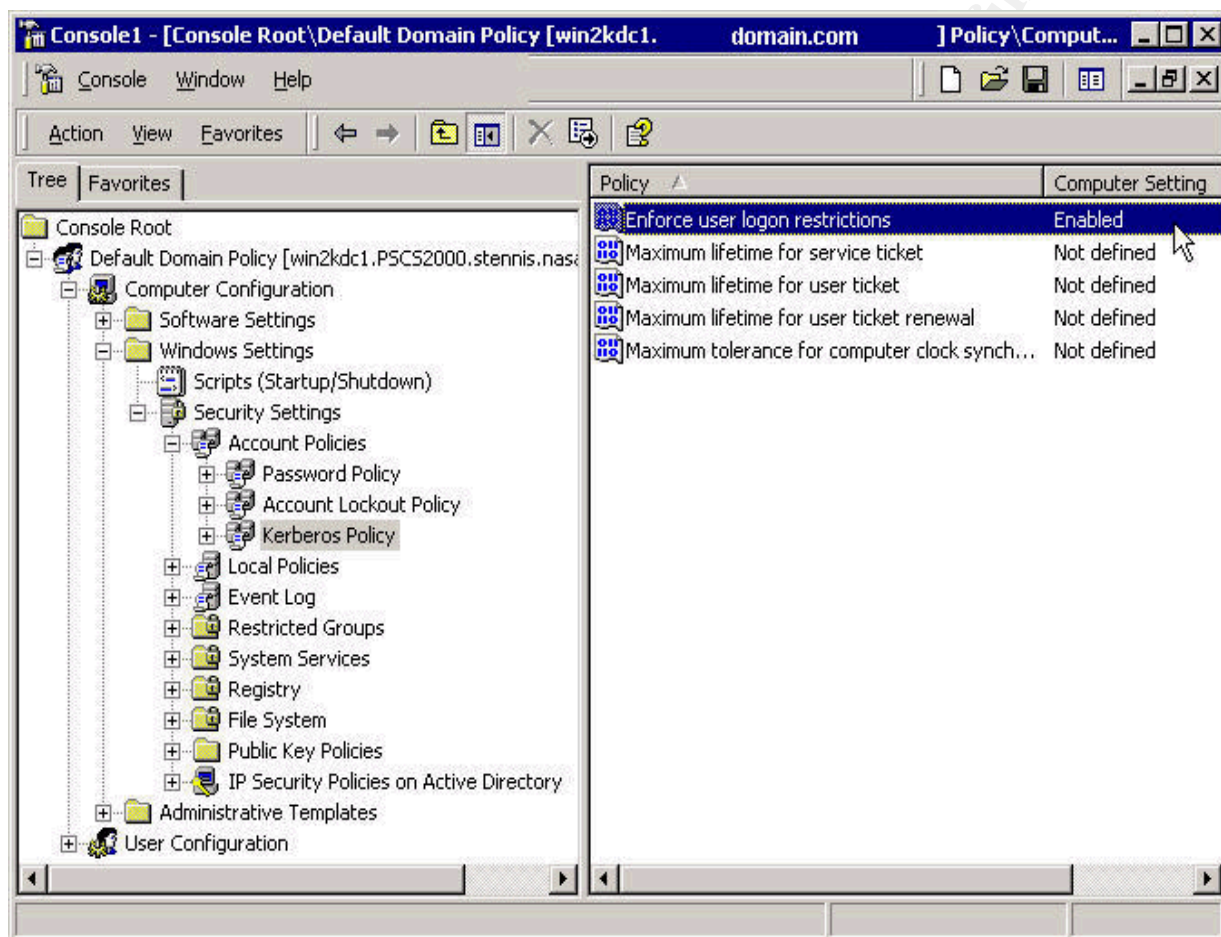 Console1 - [Console Root\Default Domain Policy [win2kdc1. domain.com ] Policy\Comput...
Console Window Help
Action View Favorites
Tree Favorites
Console Root
Default Domain Policy [win2kdc1.PSCS2000.stennis.nasa
Computer Configuration
Software Settings
Windows Settings
Scripts (Startup/Shutdown)
Security Settings
Account Policies
Password Policy
Account Lockout Policy
Kerberos Policy
Local Policies
Event Log
Restricted Groups
System Services
Registry
File System
Public Key Policies
IP Security Policies on Active Directory
Administrative Templates
User Configuration
Policy Computer Setting
Enforce user logon restrictions Enabled
Maximum lifetime for service ticket Not defined
Maximum lifetime for user ticket Not defined
Maximum lifetime for user ticket renewal Not defined
Maximum tolerance for computer clock synch... Not defined